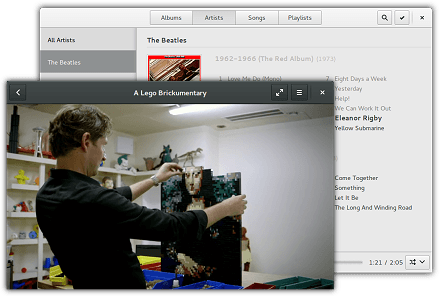 Albums Artists Songs Playlists
All Artists
The Beatles
The Beatles
1962-1966 (The Red Album) (1973)
1 Love Me Do (Mono)
7 Eight Days a Week
Yesterday
Help!
We Can Work It Out
Eleanor Rigby
Yellow Submarine
Come Together
Something
Let It Be
The Long And Winding Road
1:21 / 2:05
A Lego Brickumentary